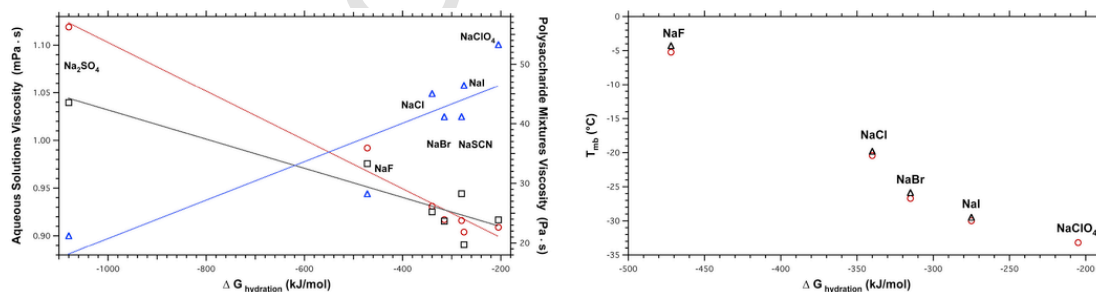 Aqueous Solutions Viscosity (mPa · s)
1.10
1.05
1.00
0.95
0.90
Na₂SO₄
NaF
NaCl
NaBr
NaSCN
NaI
NaClO₄
50
40
30
20
Polysaccharide Mixtures Viscosity (Pa · s)
-1000
-800
-600
-400
-200
Δ G hydration (kJ/mol)
T mb (°C)
0
-5
-10
-15
-20
-25
-30
-35
NaF
NaCl
NaBr
NaI
NaClO₄
-500
-450
-400
-350
-300
-250
-200
Δ G hydration (kJ/mol)